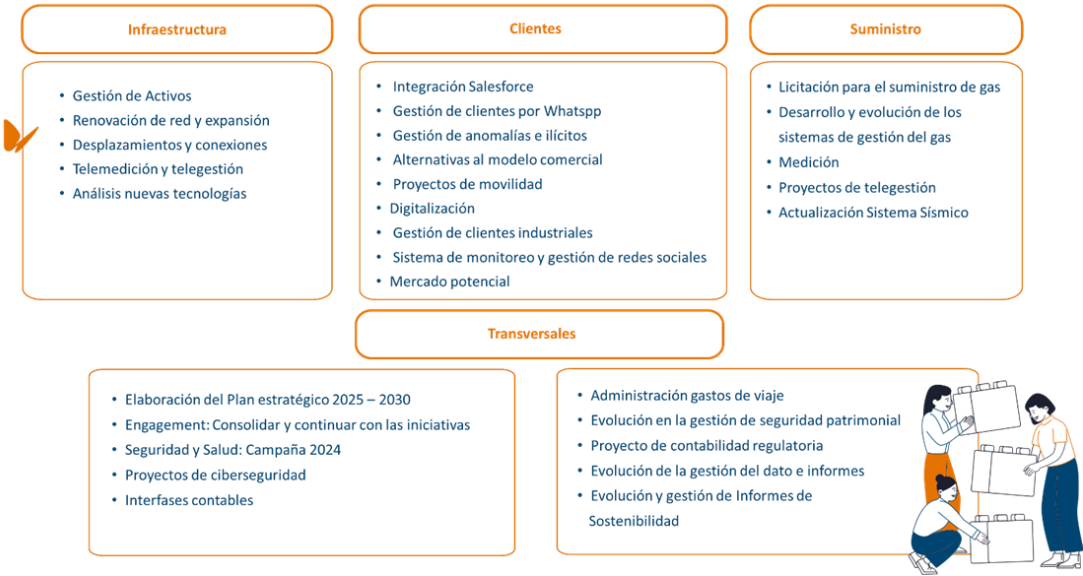 Infraestructura
• Gestión de Activos
• Renovación de red y expansión
• Desplazamientos y conexiones
• Telemedición y telegestión
• Análisis nuevas tecnologías
Clientes
• Integración Salesforce
• Gestión de clientes por Whatspp
• Gestión de anomalías e ilícitos
• Alternativas al modelo comercial
• Proyectos de movilidad
• Digitalización
• Gestión de clientes industriales
• Sistema de monitoreo y gestión de redes sociales
• Mercado potencial
Suministro
• Licitación para el suministro de gas
• Desarrollo y evolución de los
sistemas de gestión del gas
• Medición
• Proyectos de telegestión
• Actualización Sistema Sísmico
Transversales
• Elaboración del Plan estratégico 2025 – 2030
• Engagement: Consolidar y continuar con las iniciativas
• Seguridad y Salud: Campaña 2024
• Proyectos de ciberseguridad
• Interfases contables
• Administración gastos de viaje
• Evolución en la gestión de seguridad patrimonial
• Proyecto de contabilidad regulatoria
• Evolución de la gestión del dato e informes
• Evolución y gestión de Informes de
Sostenibilidad